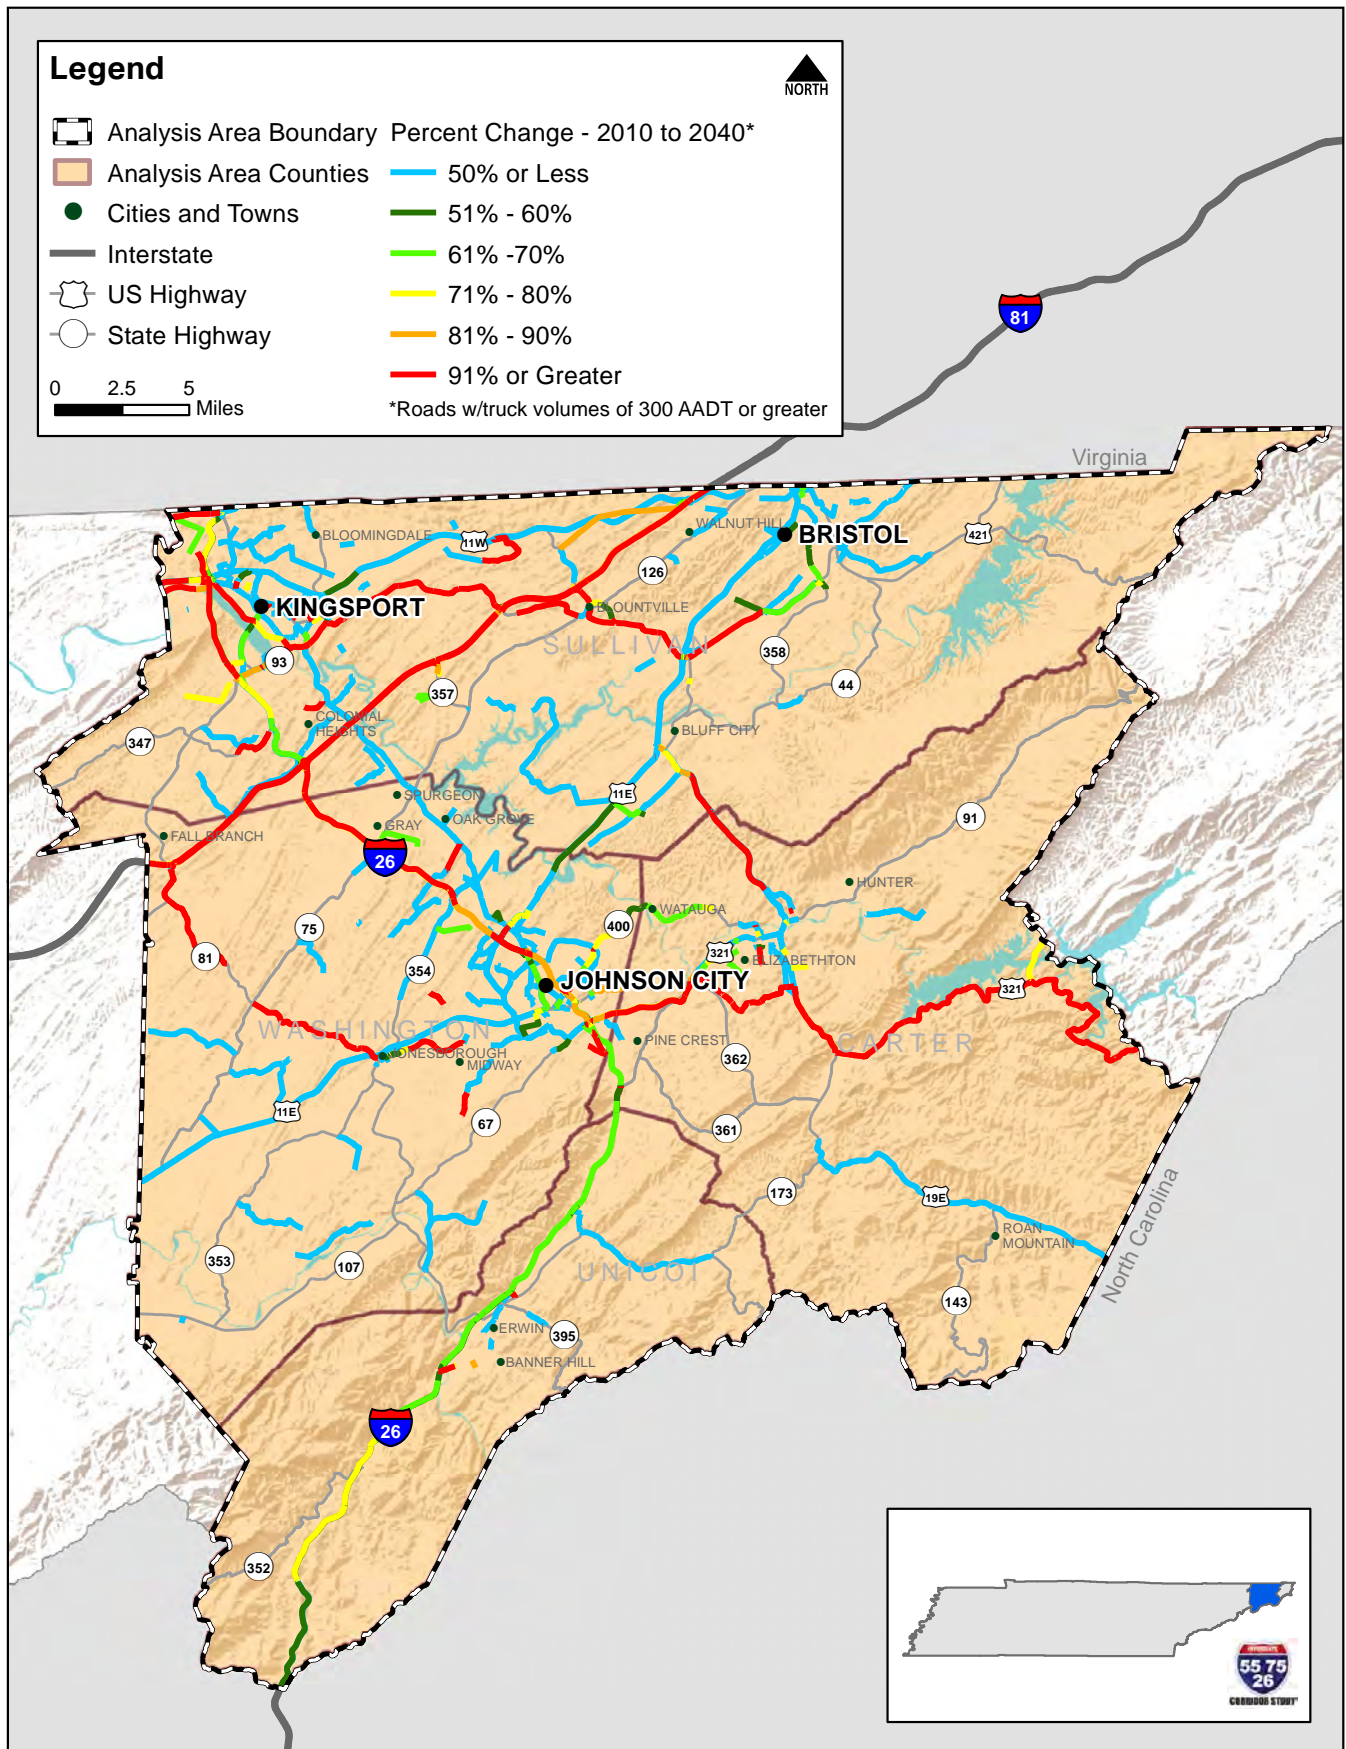 Legend
NORTH
Analysis Area Boundary
Analysis Area Counties
Cities and Towns
Interstate
US Highway
State Highway
0 2.5 5
Miles
Percent Change - 2010 to 2040*
50% or Less
51% - 60%
61% -70%
71% - 80%
81% - 90%
91% or Greater
*Roads w/truck volumes of 300 AADT or greater
81
Virginia
WALNUT HILL
BRISTOL
421
BLOOMINGDALE
11W
126
KINGSPORT
BLOUNTVILLE
SULLIVAN
93
358
44
357
COLONIAL
HEIGHTS
347
BLUFF CITY
SPURGEON
11E
OAK GROVE
GRAY
91
FALL BRANCH
26
HUNTER
WATAUGA
75
400
81
354
321
ELIZABETHTON
JOHNSON CITY
321
WASHINGTON
CARTER
JONESBOROUGH
MIDWAY
PINE CREST
362
11E
67
361
173
19E
ROAN
MOUNTAIN
North Carolina
353
107
UNICOI
143
ERWIN
395
BANNER HILL
26
352
INTERSTATE
55 75
26
CORRIDOR STUDY